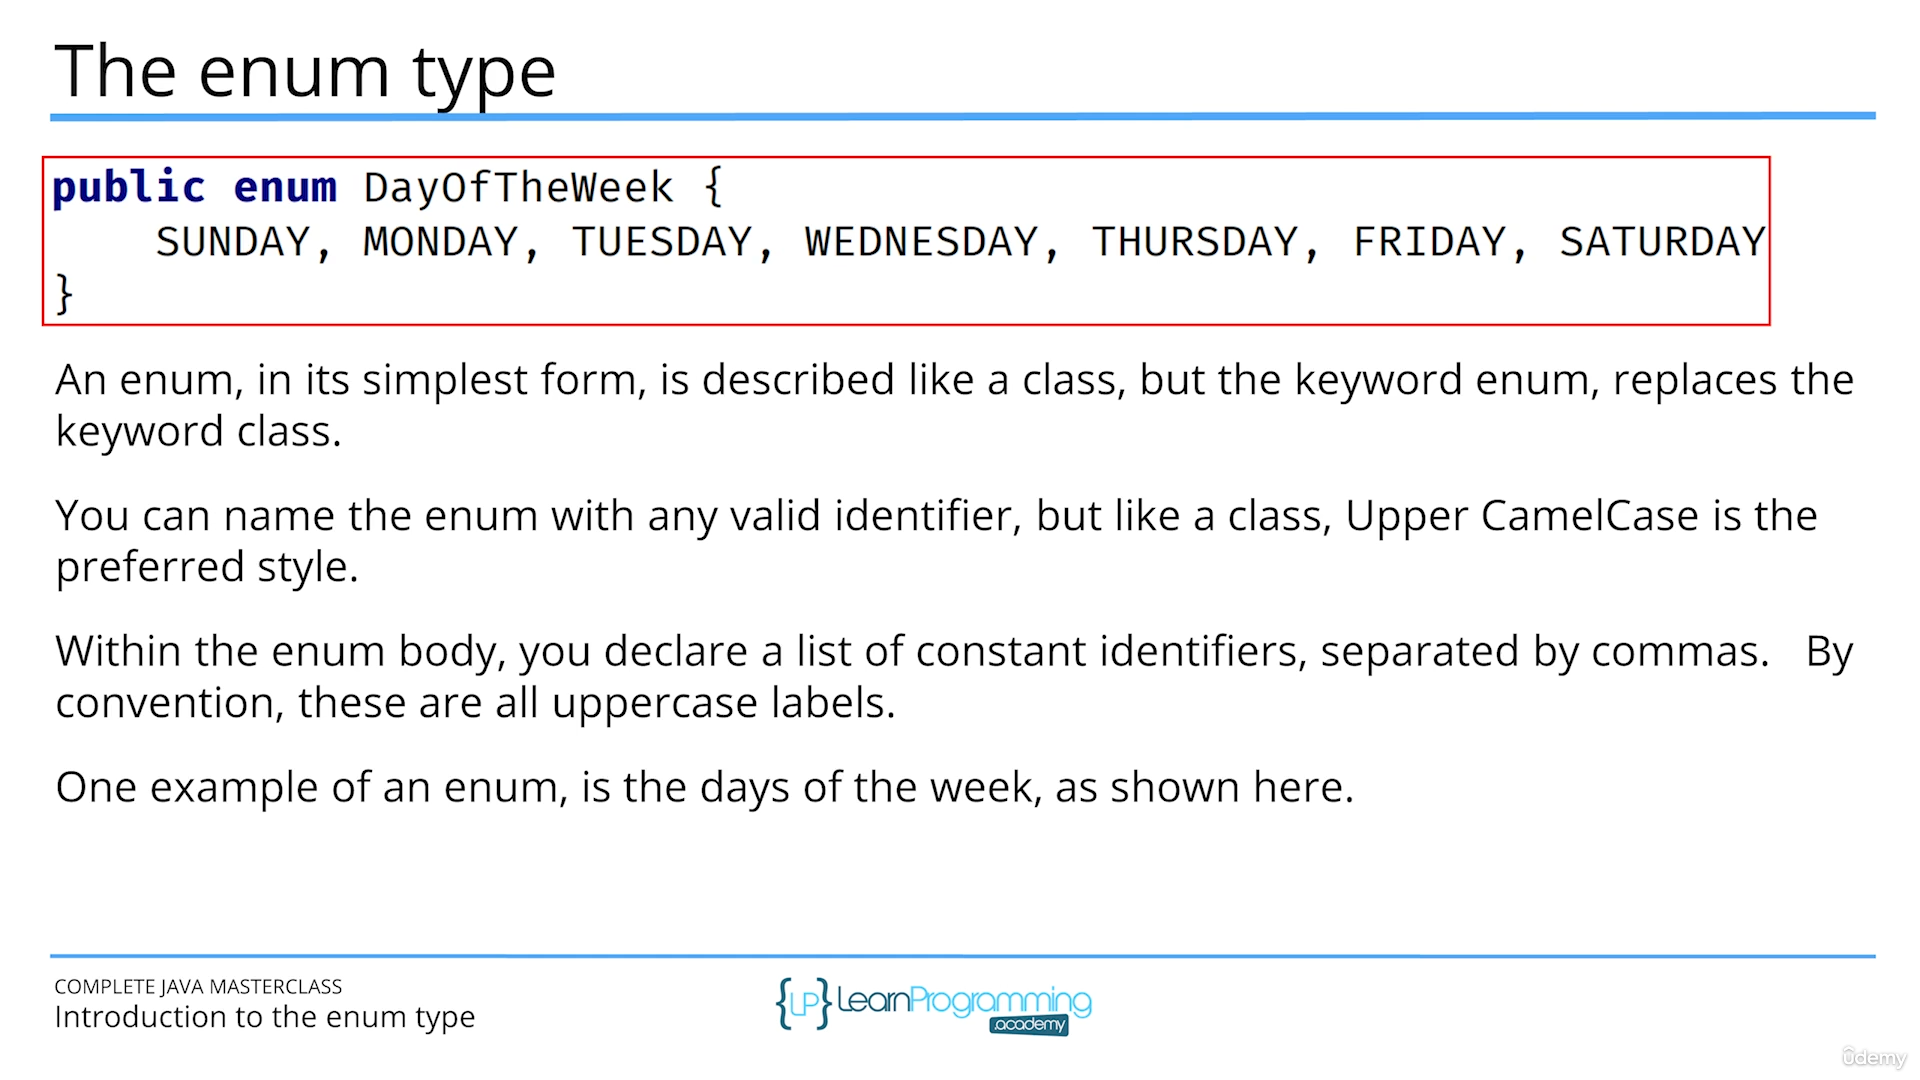 The enum type
public enum DayOfTheWeek {
    SUNDAY, MONDAY, TUESDAY, WEDNESDAY, THURSDAY, FRIDAY, SATURDAY
}
An enum, in its simplest form, is described like a class, but the keyword enum, replaces the
keyword class.
You can name the enum with any valid identifier, but like a class, Upper CamelCase is the
preferred style.
Within the enum body, you declare a list of constant identifiers, separated by commas.   By
convention, these are all uppercase labels.
One example of an enum, is the days of the week, as shown here.
COMPLETE JAVA MASTERCLASS
Introduction to the enum type
{LP} LearnProgramming
.academy
ûdemy